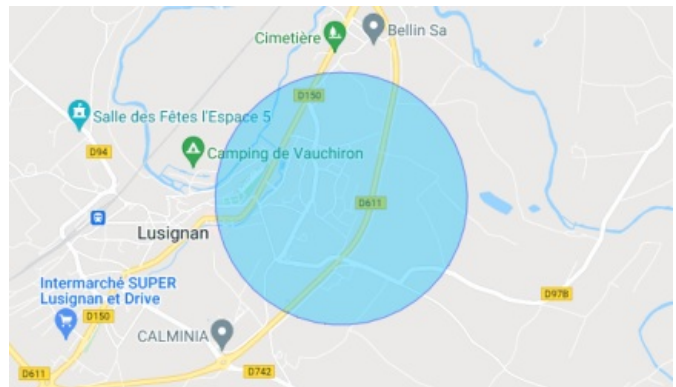 Cimetière
Bellin Sa
D150
Salle des Fêtes l'Espace 5
D94
Camping de Vauchiron
D611
Lusignan
Intermarché SUPER
Lusignan et Drive
D97B
D150
CALMINIA
D611
D742